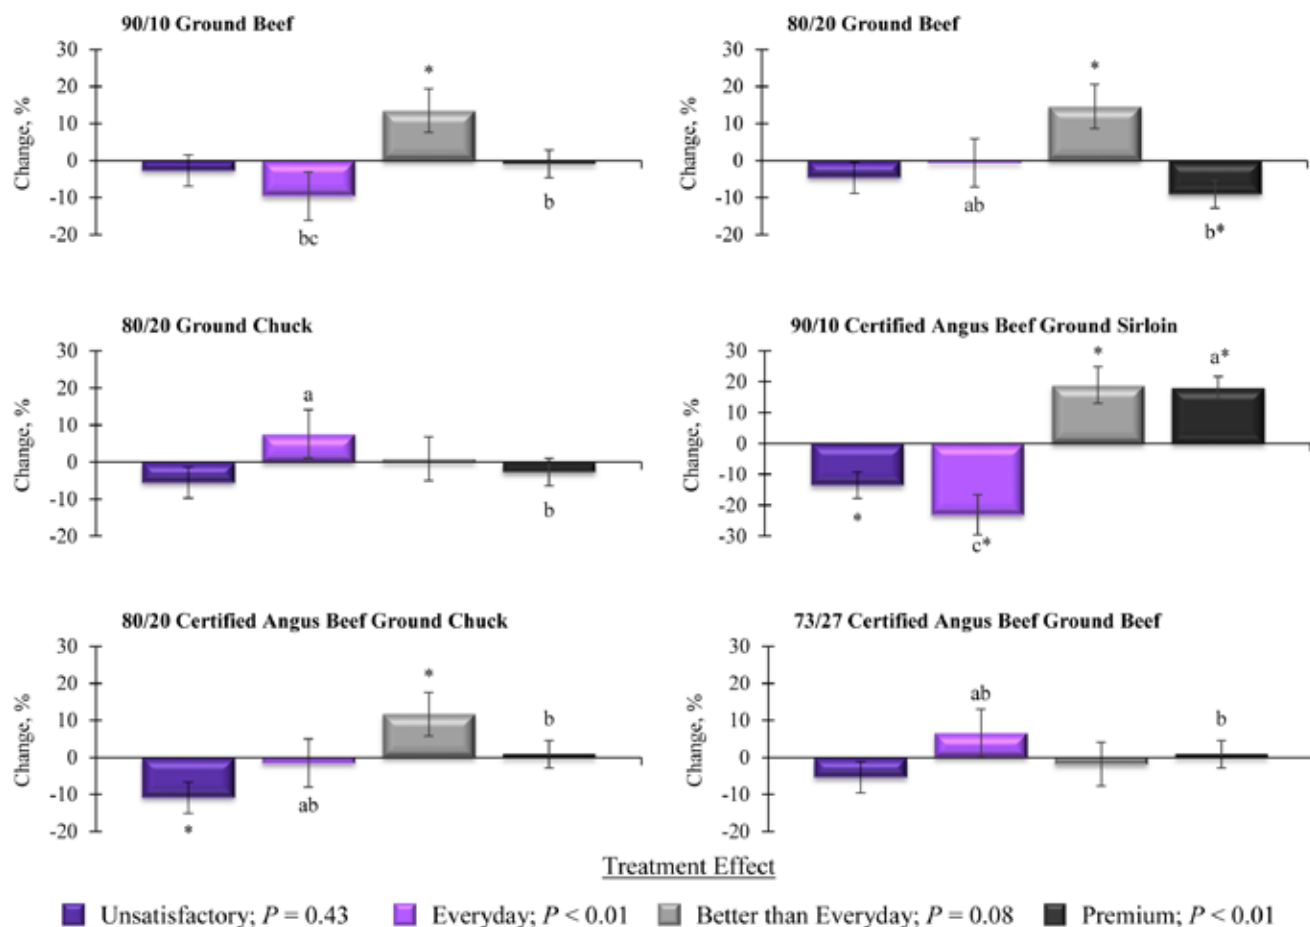 90/10 Ground Beef
30
20
10
0
-10
-20
Change, %
*
bc
b
80/20 Ground Beef
30
20
10
0
-10
-20
Change, %
*
ab
b*
80/20 Ground Chuck
30
20
10
0
-10
-20
Change, %
a
b
90/10 Certified Angus Beef Ground Sirloin
30
20
10
0
-10
-20
-30
Change, %
*
a*
*
c*
80/20 Certified Angus Beef Ground Chuck
30
20
10
0
-10
-20
Change, %
*
b
ab
*
73/27 Certified Angus Beef Ground Beef
30
20
10
0
-10
-20
Change, %
ab
b
Treatment Effect
Unsatisfactory; P = 0.43 Everyday; P < 0.01 Better than Everyday; P = 0.08 Premium; P < 0.01